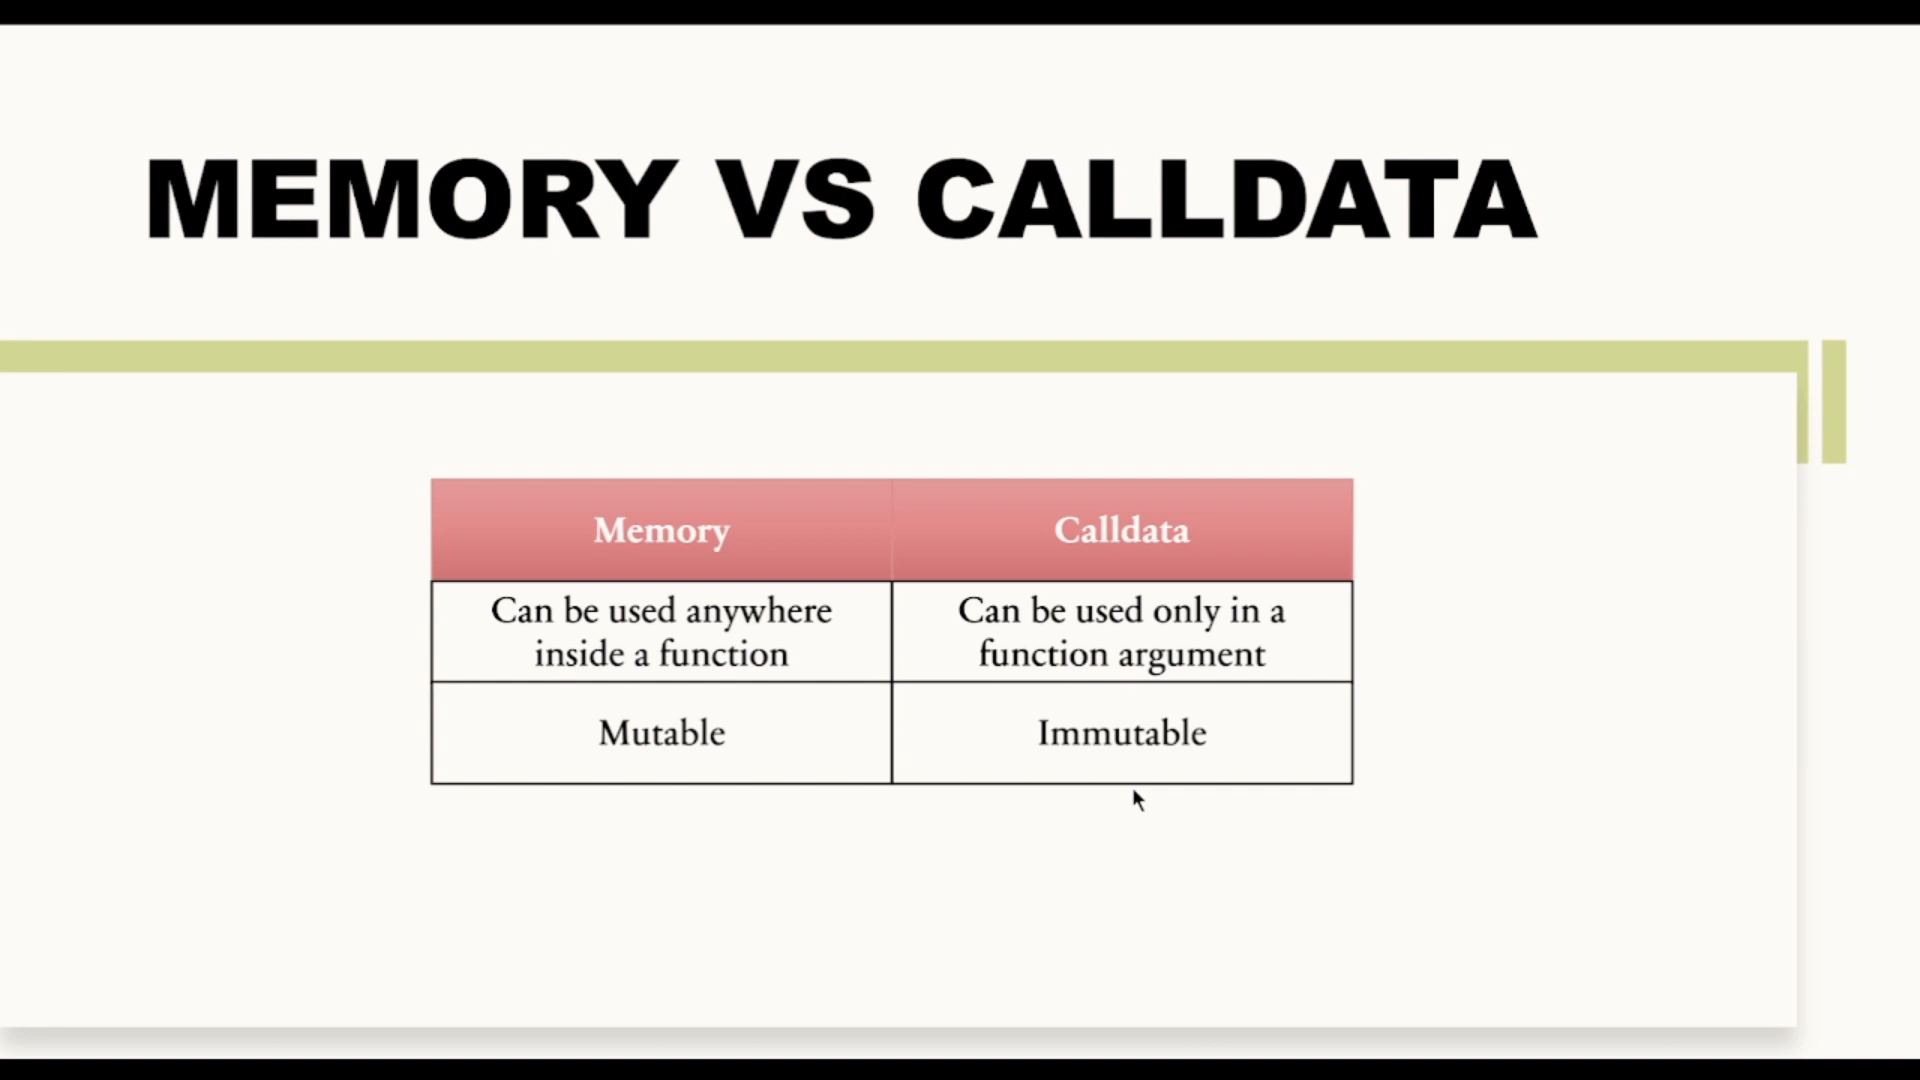 MEMORY VS CALLDATA
Memory
Calldata
Can be used anywhere
inside a function
Can be used only in a
function argument
Mutable
Immutable